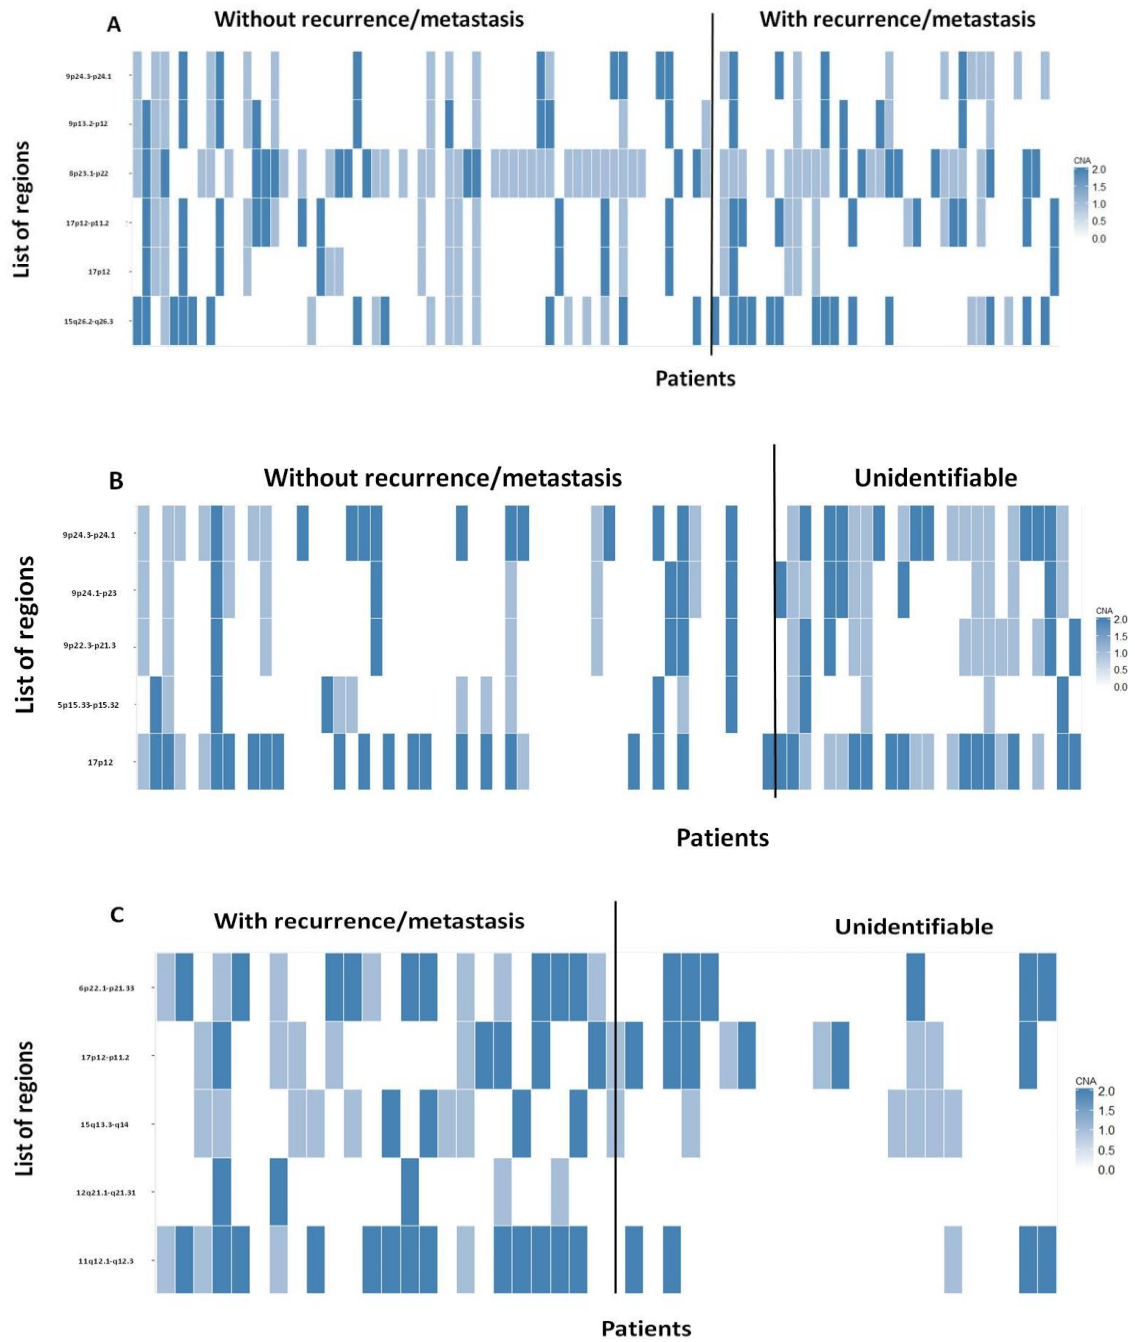 A
Without recurrence/metastasis
With recurrence/metastasis
List of regions
9p24.3-p24.1
9p13.2-p12
8p23.1-p22
17p12-p11.2
17p12
15q26.2-q26.3
CNA
2.0
1.5
1.0
0.5
0.0
Patients
B
Without recurrence/metastasis
Unidentifiable
List of regions
9p24.3-p24.1
9p24.1-p23
9p22.3-p21.3
5p15.33-p15.32
17p12
CNA
2.0
1.5
1.0
0.5
0.0
Patients
C
With recurrence/metastasis
Unidentifiable
List of regions
6p22.1-p21.33
17p12-p11.2
15q13.3-q14
12q21.1-q21.31
11q12.1-q12.3
CNA
2.0
1.5
1.0
0.5
0.0
Patients